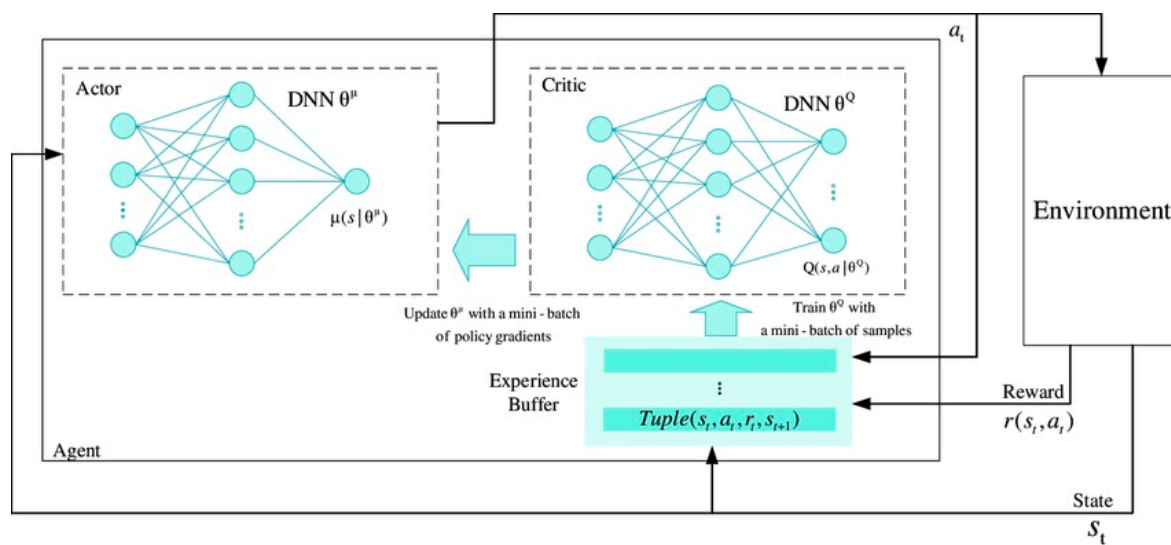 a_t
Actor
DNN θ^μ
μ(s|θ^μ)
Critic
DNN θ^Q
Q(s,a|θ^Q)
Environment
Update θ^μ with a mini - batch
of policy gradients
Train θ^Q with
a mini - batch of samples
Experience
Buffer
Tuple(s_t, a_t, r_t, s_{t+1})
Reward
r(s_t, a_t)
Agent
State
s_t